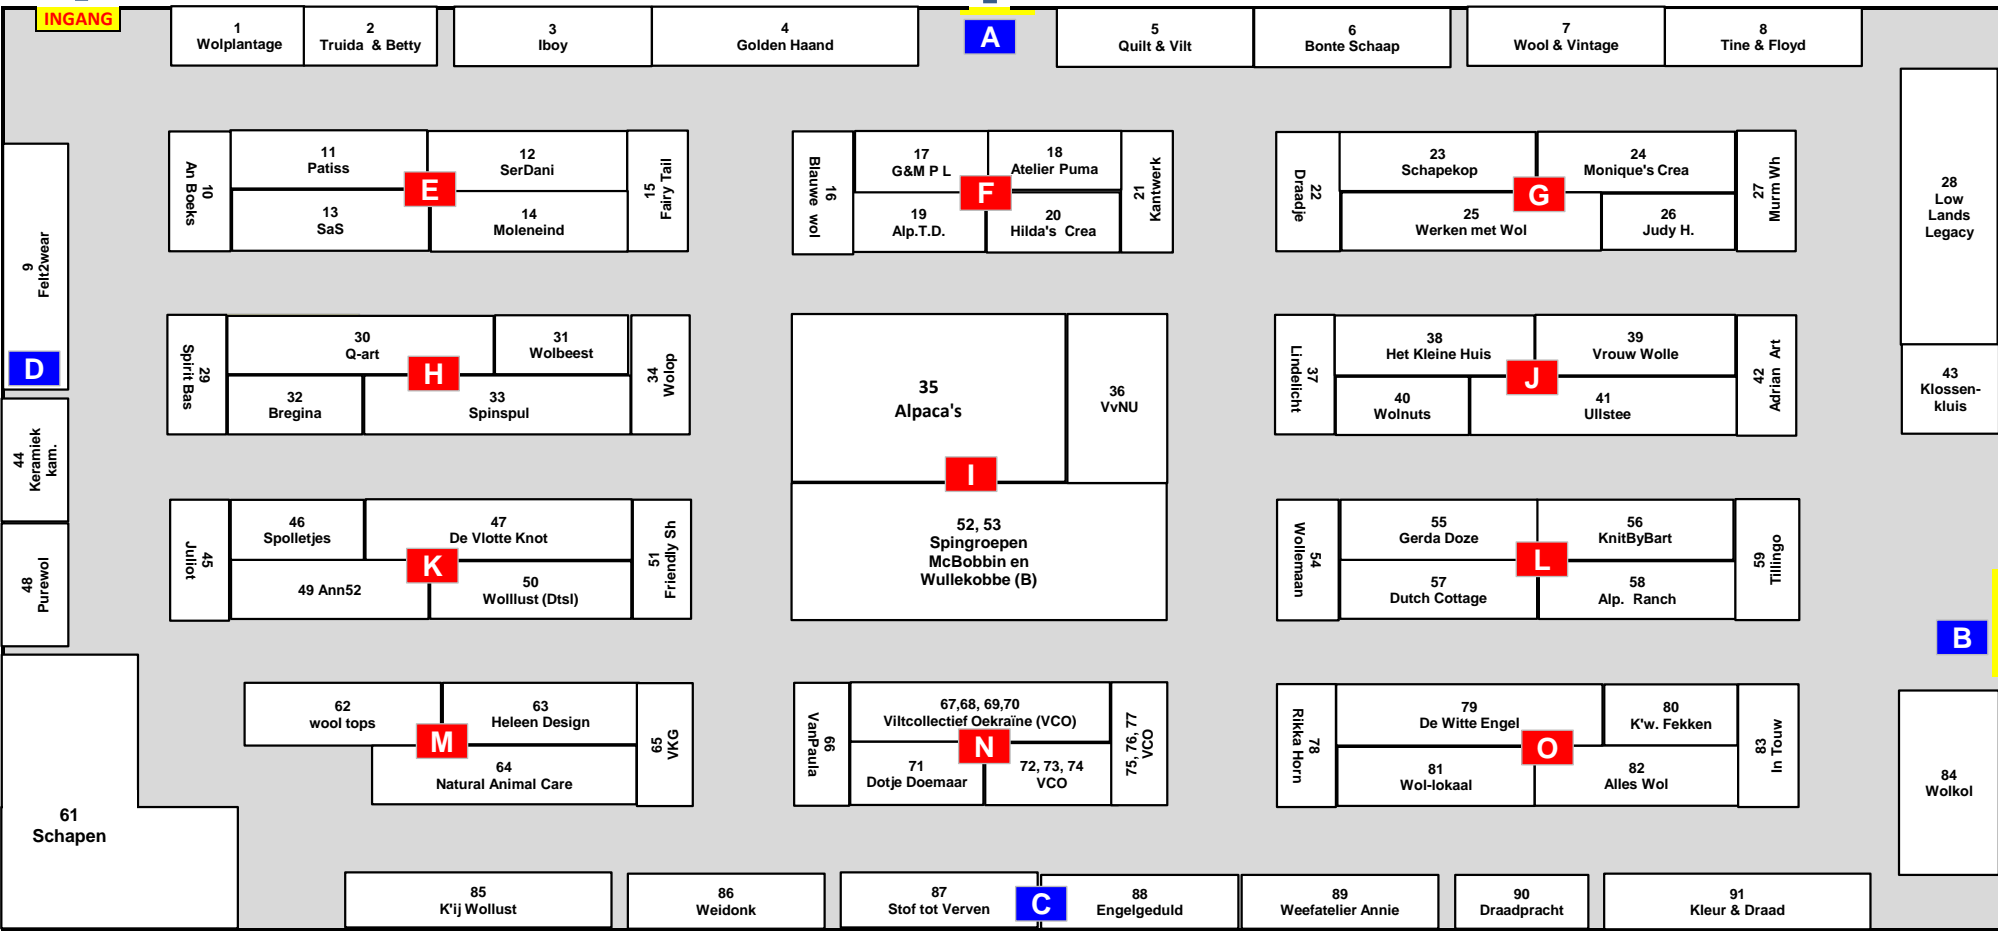 INGANG
1
Wolplantage
2
Truida & Betty
3
Iboy
4
Golden Haand
A
5
Quilt & Vilt
6
Bonte Schaap
7
Wool & Vintage
8
Tine & Floyd
9
Felt2wear
D
10
An Boeks
11
Patiss
12
SerDani
E
13
SaS
14
Moleneind
15
Fairy Tail
16
Blauwe wol
17
G&M P L
18
Atelier Puma
F
19
Alp.T.D.
20
Hilda's Crea
21
Kantwerk
22
Draadje
23
Schapekop
24
Monique's Crea
G
25
Werken met Wol
26
Judy H.
27
Murm Wh
28
Low
Lands
Legacy
29
Spirit Bas
30
Q-art
31
Wolbeest
H
32
Bregina
33
Spinspul
34
Wolop
35
Alpaca's
36
VvNU
I
37
Lindelicht
38
Het Kleine Huis
39
Vrouw Wolle
J
40
Wolnuts
41
Ullstee
42
Adrian Art
43
Klossen-
kluis
44
Keramiek
kam.
45
Juliot
46
Spolletjes
47
De Vlotte Knot
K
48
Purewol
49 Ann52
50
Wolllust (Dtsl)
51
Friendly Sh
52, 53
Spingroepen
McBobbin en
Wullekobbe (B)
54
Wollemaan
55
Gerda Doze
56
KnitByBart
L
57
Dutch Cottage
58
Alp. Ranch
59
Tillingo
B
61
Schapen
62
wool tops
63
Heleen Design
M
64
Natural Animal Care
65
VKG
66
VanPaula
67,68, 69,70
Viltcollectief Oekraïne (VCO)
N
71
Dotje Doemaar
72, 73, 74
VCO
75, 76, 77
VCO
78
Rikka Horn
79
De Witte Engel
80
K'w. Fekken
O
81
Wol-lokaal
82
Alles Wol
83
In Touw
84
Wolkol
85
K'ij Wollust
86
Weidonk
87
Stof tot Verven
C
88
Engelgeduld
89
Weefatelier Annie
90
Draadpracht
91
Kleur & Draad